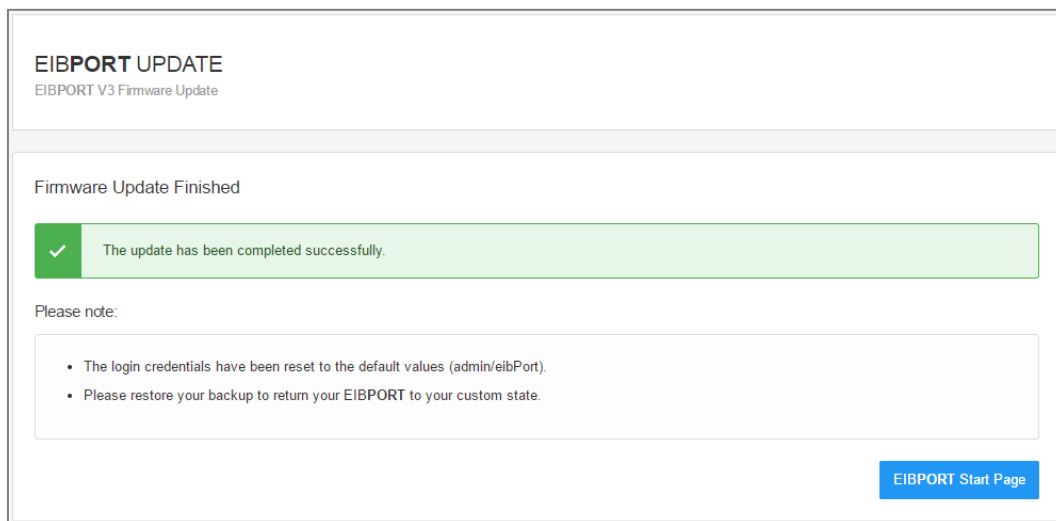 EIBPORT UPDATE
EIBPORT V3 Firmware Update
Firmware Update Finished
The update has been completed successfully.
Please note:
• The login credentials have been reset to the default values (admin/eibPort).
• Please restore your backup to return your EIBPORT to your custom state.
EIBPORT Start Page